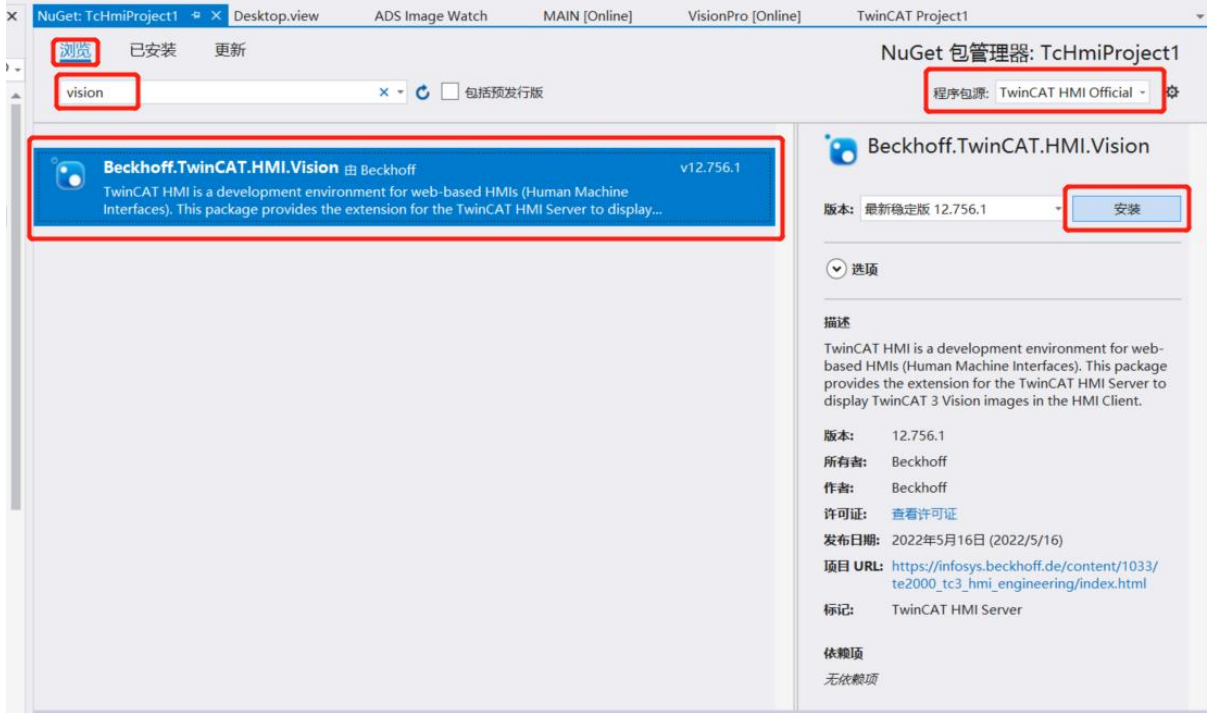 NuGet: TcHmiProject1
Desktop.view
ADS Image Watch
MAIN [Online]
VisionPro [Online]
TwinCAT Project1
浏览
已安装
更新
NuGet 包管理器: TcHmiProject1
vision
包括预发行版
程序包源: TwinCAT HMI Official
Beckhoff.TwinCAT.HMI.Vision 由 Beckhoff
v12.756.1
TwinCAT HMI is a development environment for web-based HMIs (Human Machine
Interfaces). This package provides the extension for the TwinCAT HMI Server to display...
Beckhoff.TwinCAT.HMI.Vision
版本: 最新稳定版 12.756.1
安装
选项
描述
TwinCAT HMI is a development environment for web-
based HMIs (Human Machine Interfaces). This package
provides the extension for the TwinCAT HMI Server to
display TwinCAT 3 Vision images in the HMI Client.
版本: 12.756.1
所有者: Beckhoff
作者: Beckhoff
许可证: 查看许可证
发布日期: 2022年5月16日 (2022/5/16)
项目 URL: https://infosys.beckhoff.de/content/1033/
te2000_tc3_hmi_engineering/index.html
标记: TwinCAT HMI Server
依赖项
无依赖项